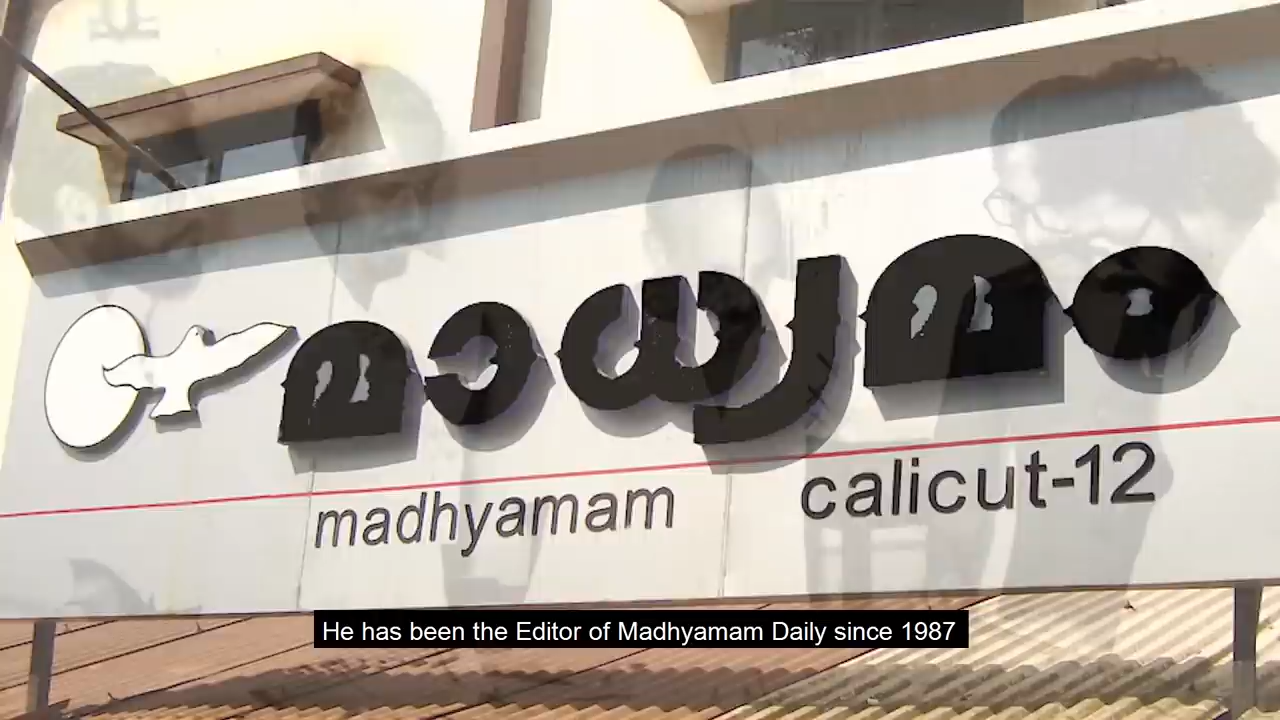 മാധ്യമം
madhyamam calicut-12
He has been the Editor of Madhyamam Daily since 1987